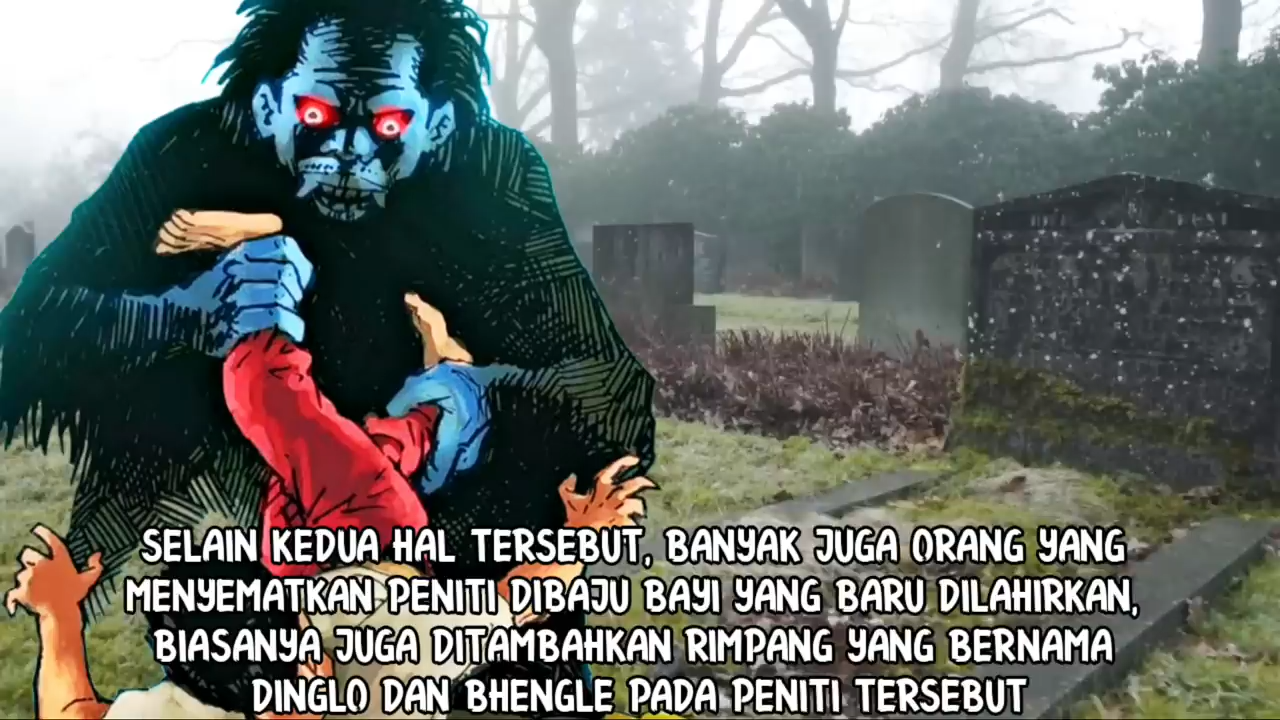 SELAIN KEDUA HAL TERSEBUT, BANYAK JUGA ORANG YANG
MENYEMATKAN PENITI DIBAJU BAYI YANG BARU DILAHIRKAN,
BIASANYA JUGA DITAMBAHKAN RIMPANG YANG BERNAMA
DINGLO DAN BHENGLE PADA PENITI TERSEBUT